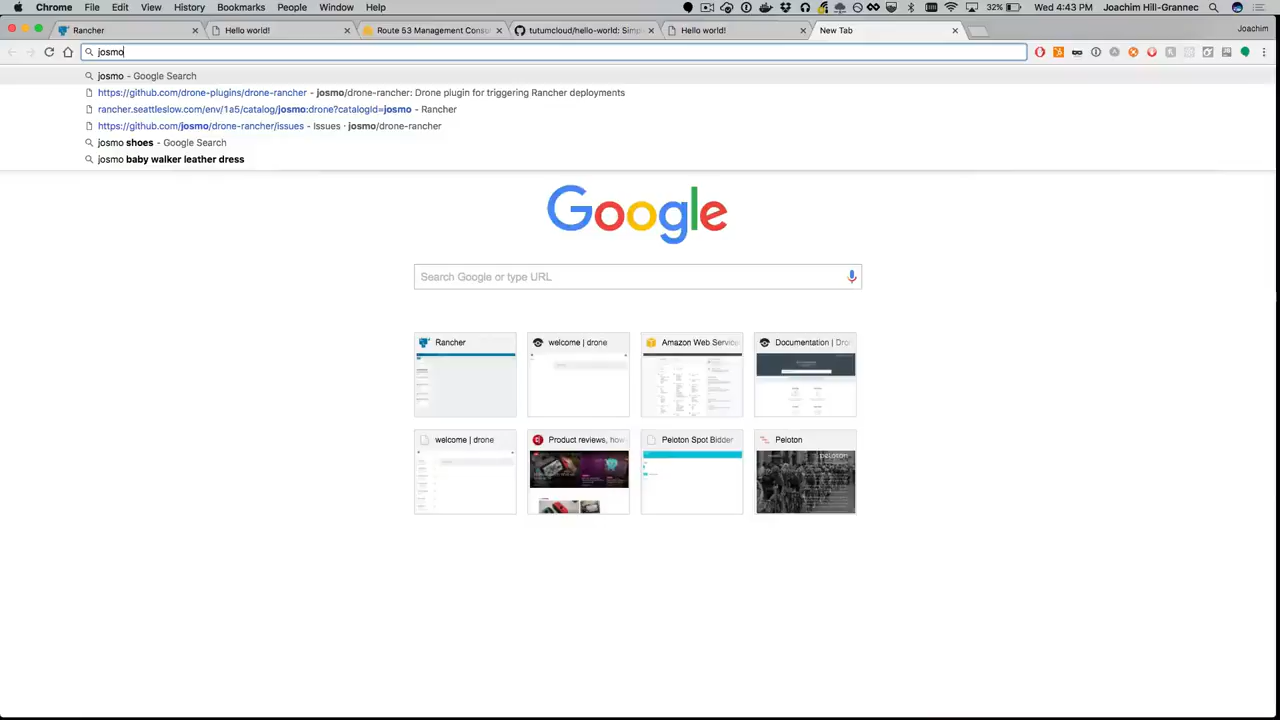 Chrome File Edit View History Bookmarks People Window Help 32% Wed 4:43 PM Joachim Hill-Grannec
Rancher Hello world! Route 53 Management Cons tutumcloud/hello-world: Simp Hello world! New Tab Joachim
josmo
josmo - Google Search
https://github.com/drone-plugins/drone-rancher - josmo/drone-rancher: Drone plugin for triggering Rancher deployments
rancher.seattleslow.com/env/1a5/catalog/josmo:drone?catalogId=josmo - Rancher
https://github.com/josmo/drone-rancher/issues - Issues · josmo/drone-rancher
josmo shoes - Google Search
josmo baby walker leather dress
Google
Search Google or type URL
Rancher welcome | drone Amazon Web Service Documentation | Dro
welcome | drone Product reviews, how- Peloton Spot Bidder Peloton
peloton